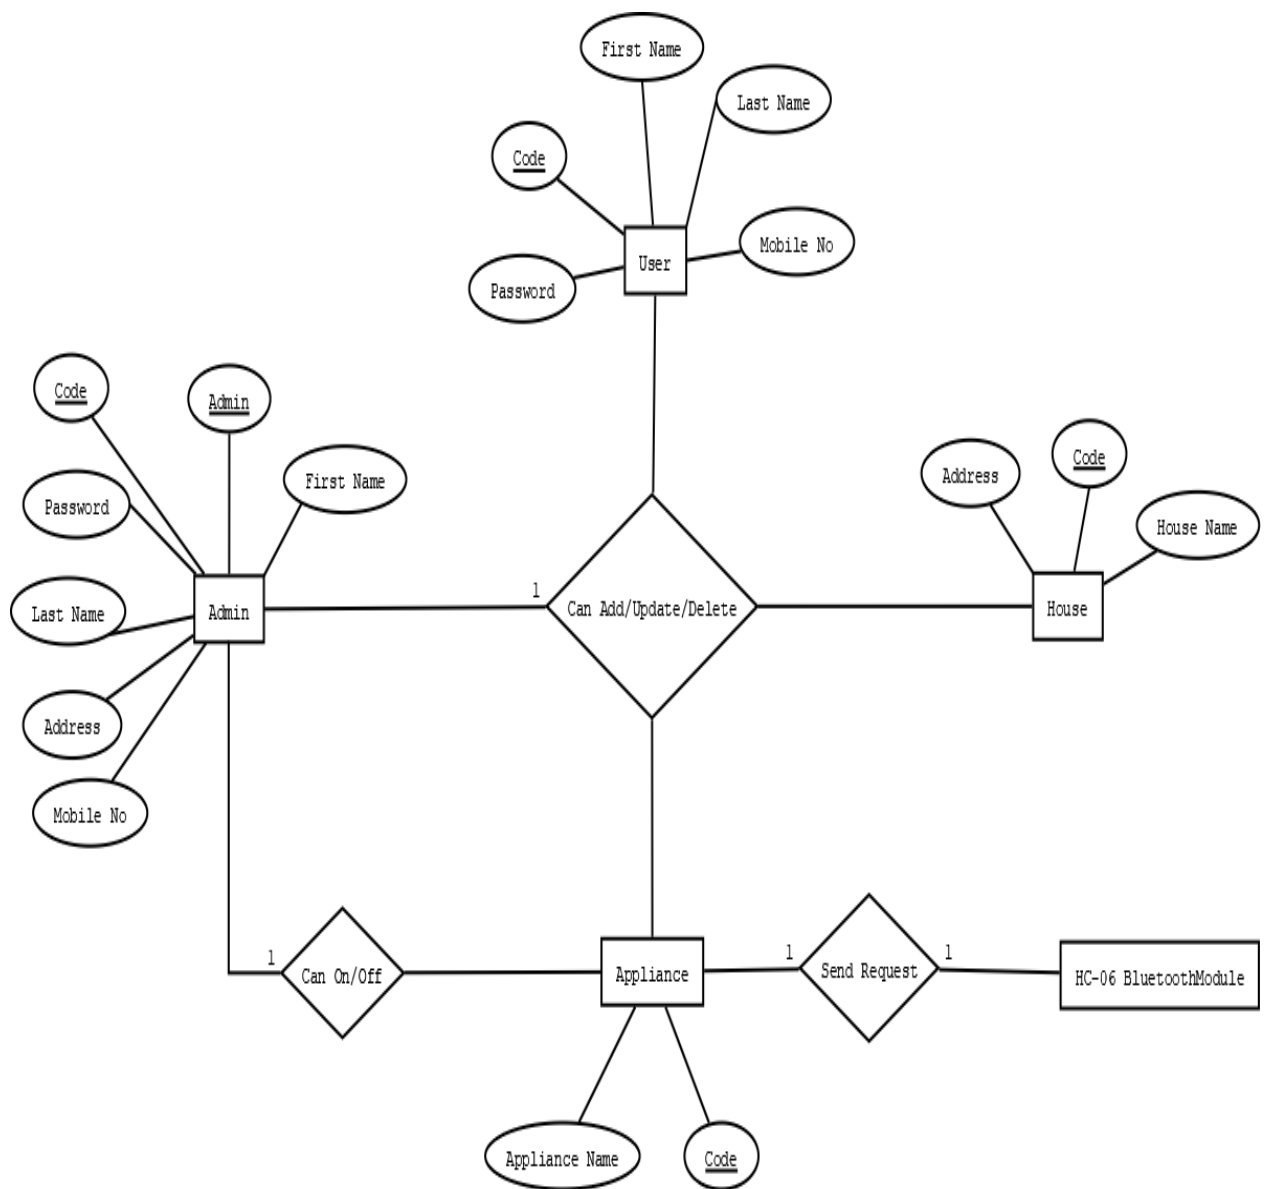 First Name
Last Name
Code
Mobile No
User
Password
Code
Admin
First Name
Password
Address
Code
House Name
Last Name
Admin
1
Can Add/Update/Delete
House
Address
Mobile No
1
Can On/Off
Appliance
1
Send Request
1
HC-06 BluetoothModule
Appliance Name
Code